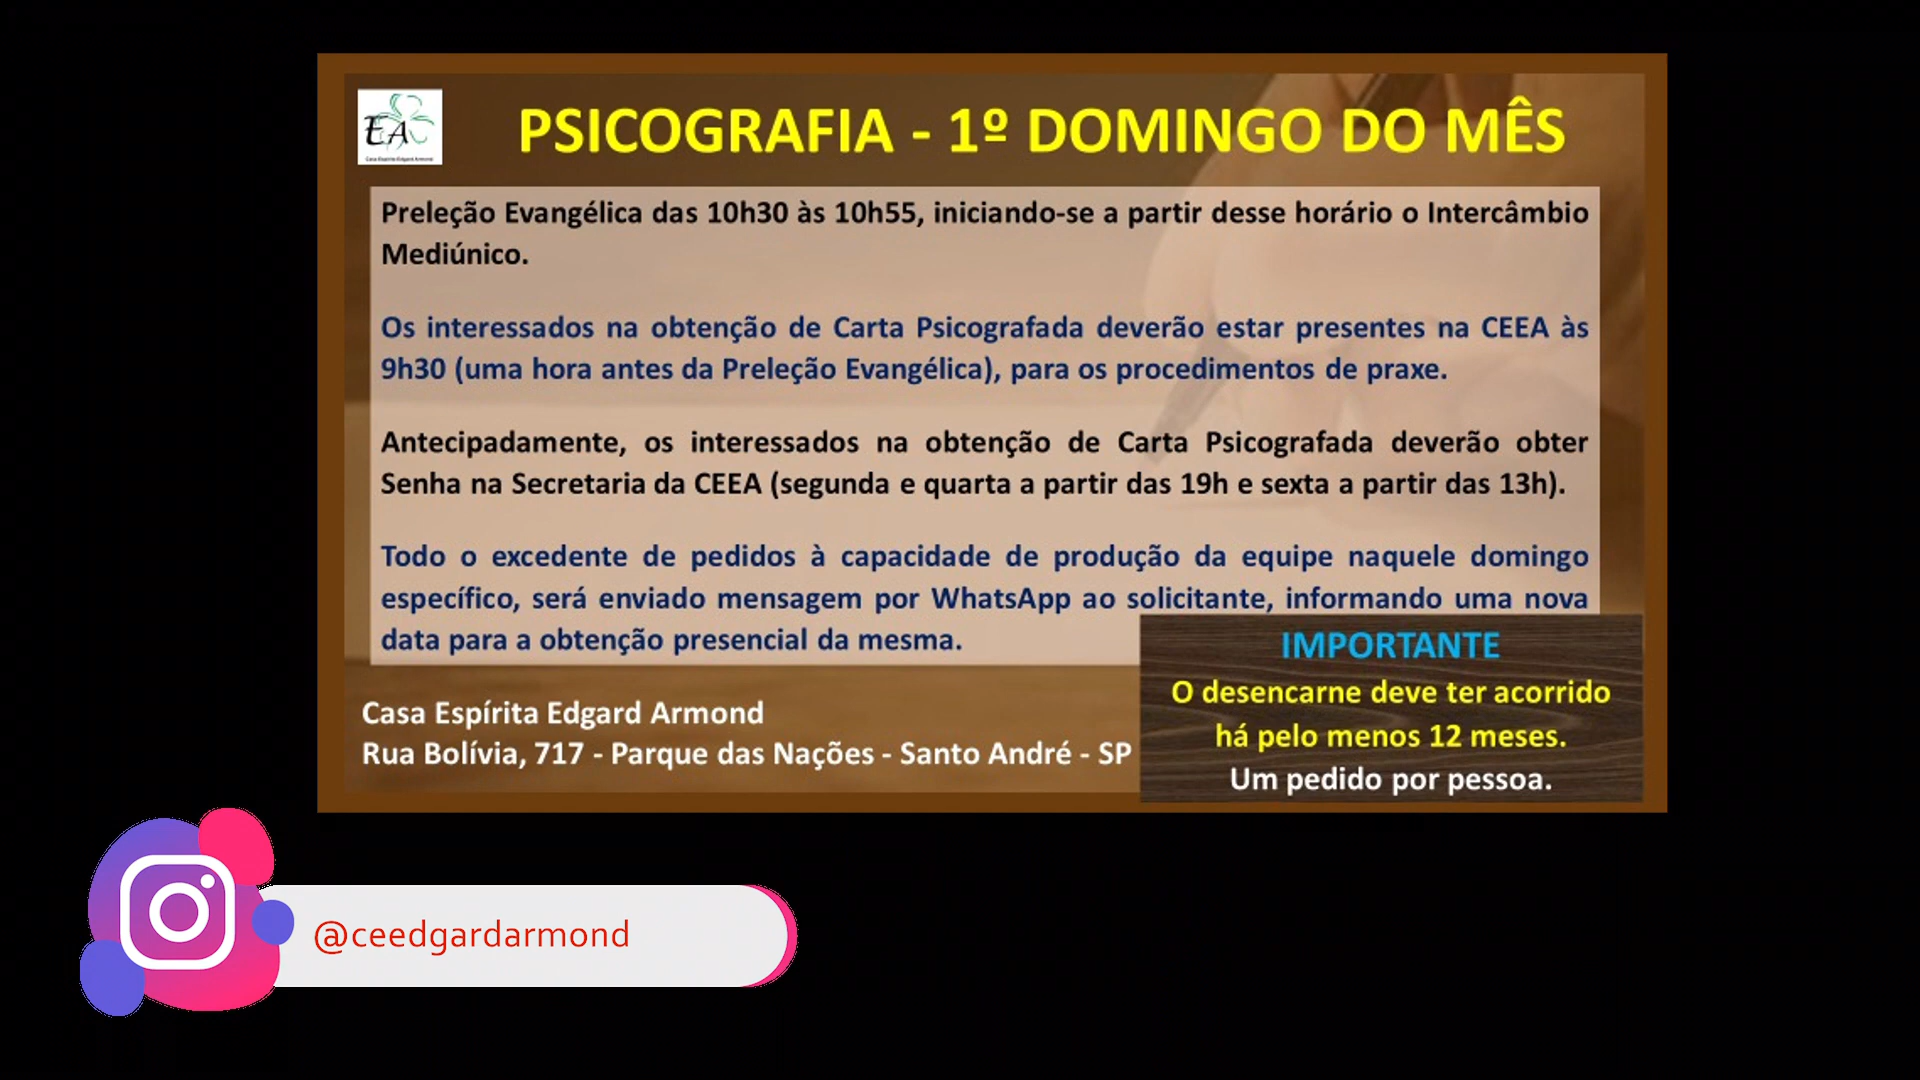 EA
Casa Espírita Edgard Armond
PSICOGRAFIA - 1º DOMINGO DO MÊS
Preleção Evangélica das 10h30 às 10h55, iniciando-se a partir desse horário o Intercâmbio
Mediúnico.
Os interessados na obtenção de Carta Psicografada deverão estar presentes na CEEA às
9h30 (uma hora antes da Preleção Evangélica), para os procedimentos de praxe.
Antecipadamente, os interessados na obtenção de Carta Psicografada deverão obter
Senha na Secretaria da CEEA (segunda e quarta a partir das 19h e sexta a partir das 13h).
Todo o excedente de pedidos à capacidade de produção da equipe naquele domingo
específico, será enviado mensagem por WhatsApp ao solicitante, informando uma nova
data para a obtenção presencial da mesma.
IMPORTANTE
O desencarne deve ter acorrido
há pelo menos 12 meses.
Um pedido por pessoa.
Casa Espírita Edgard Armond
Rua Bolívia, 717 - Parque das Nações - Santo André - SP
@ceedgardarmond